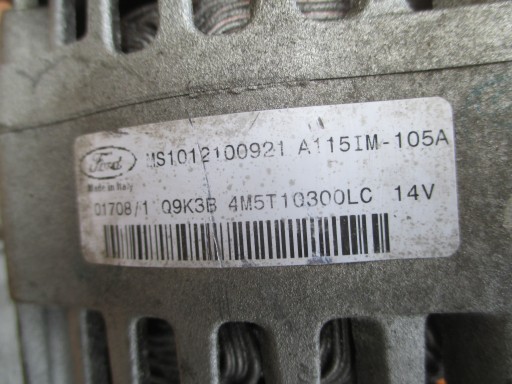 Ford MS1012100921 A115IM-105A
Made in Italy
01708/1 Q9K3B 4M5T10300LC 14V